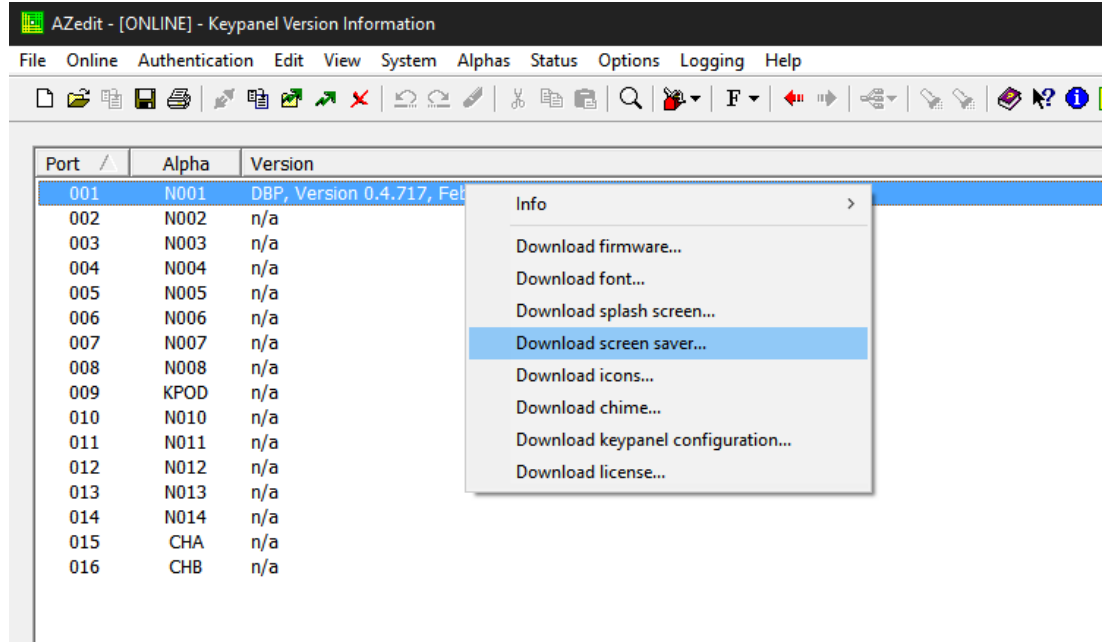 AZedit - [ONLINE] - Keypanel Version Information
File Online Authentication Edit View System Alphas Status Options Logging Help
F
Port Alpha Version
001 N001 DBP, Version 0.4.717,
002 N002 n/a
003 N003 n/a
004 N004 n/a
005 N005 n/a
006 N006 n/a
007 N007 n/a
008 N008 n/a
009 KPOD n/a
010 N010 n/a
011 N011 n/a
012 N012 n/a
013 N013 n/a
014 N014 n/a
015 CHA n/a
016 CHB n/a
Info
Download firmware...
Download font...
Download splash screen...
Download screen saver...
Download icons...
Download chime...
Download keypanel configuration...
Download license...